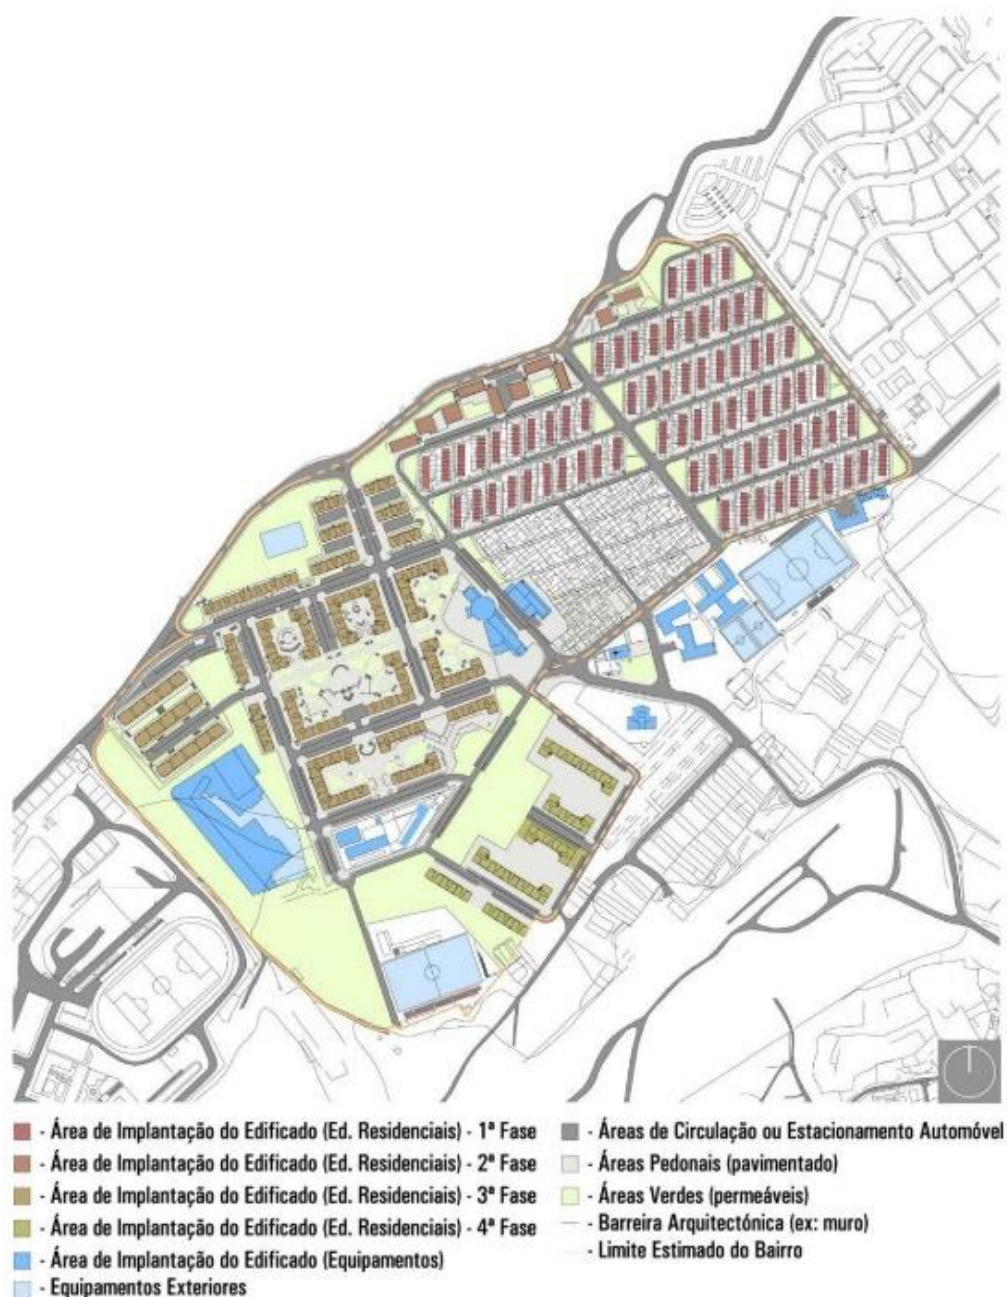 - Área de Implantação do Edificado (Ed. Residenciais) - 1ª Fase
- Área de Implantação do Edificado (Ed. Residenciais) - 2ª Fase
- Área de Implantação do Edificado (Ed. Residenciais) - 3ª Fase
- Área de Implantação do Edificado (Ed. Residenciais) - 4ª Fase
- Área de Implantação do Edificado (Equipamentos)
- Equipamentos Exteriores
- Áreas de Circulação ou Estacionamento Automóvel
- Áreas Pedonais (pavimentado)
- Áreas Verdes (permeáveis)
- Barreira Arquitectónica (ex: muro)
- Limite Estimado do Bairro